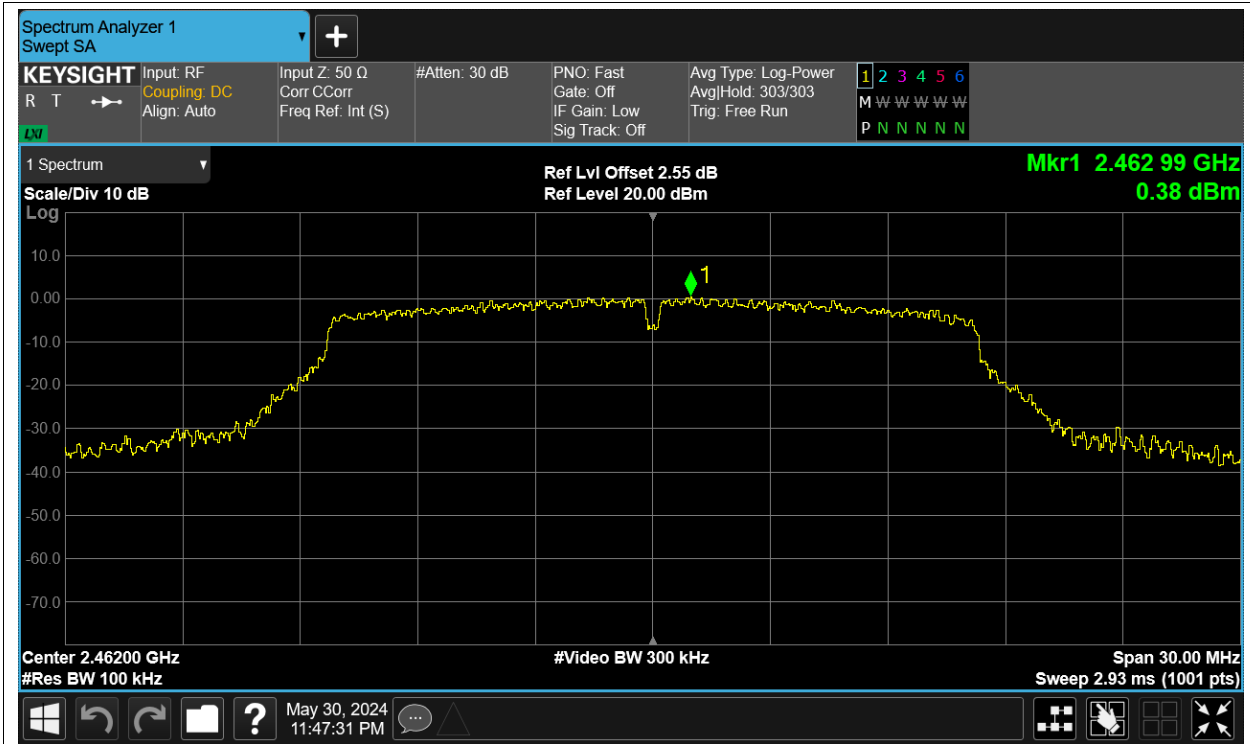 Spectrum Analyzer 1
Swept SA
KEYSIGHT
R T
LXI
Input: RF
Coupling: DC
Align: Auto
Input Z: 50 Ω
Corr CCorr
Freq Ref: Int (S)
#Atten: 30 dB
PNO: Fast
Gate: Off
IF Gain: Low
Sig Track: Off
Avg Type: Log-Power
Avg|Hold: 303/303
Trig: Free Run
1 2 3 4 5 6
M W W W W W
P N N N N N
1 Spectrum
Scale/Div 10 dB
Log
Ref Lvl Offset 2.55 dB
Ref Level 20.00 dBm
Mkr1 2.462 99 GHz
0.38 dBm
1
10.0
0.00
-10.0
-20.0
-30.0
-40.0
-50.0
-60.0
-70.0
Center 2.46200 GHz
#Res BW 100 kHz
#Video BW 300 kHz
Span 30.00 MHz
Sweep 2.93 ms (1001 pts)
?
May 30, 2024
11:47:31 PM